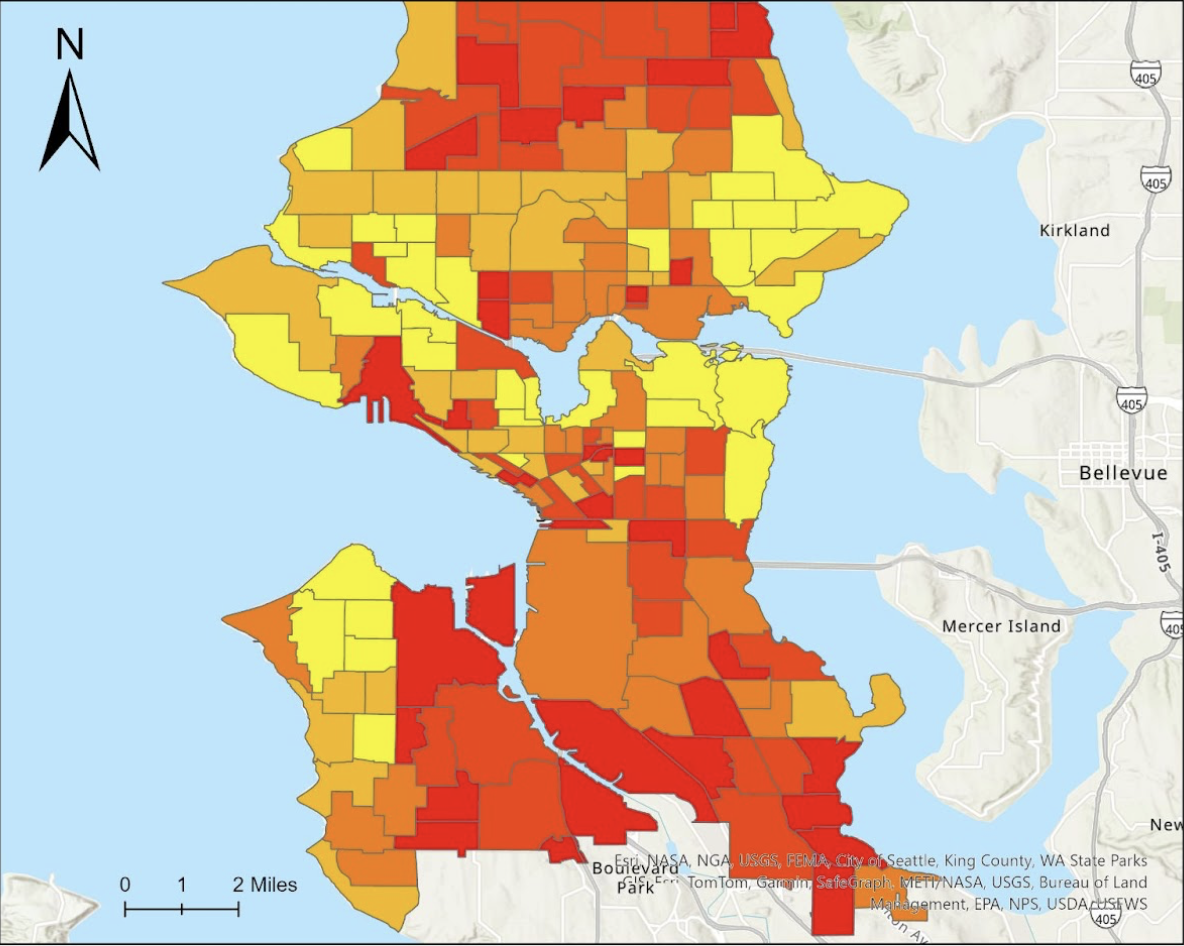 N
405
405
Kirkland
405
Bellevue
I-405
Mercer Island
405
New
0 1 2 Miles
Boulevard
Park
Esri, NASA, NGA, USGS, FEMA, City of Seattle, King County, WA State Parks
Esri, TomTom, Garmin, SafeGraph, METI/NASA, USGS, Bureau of Land
Management, EPA, NPS, USDA, USFWS
405